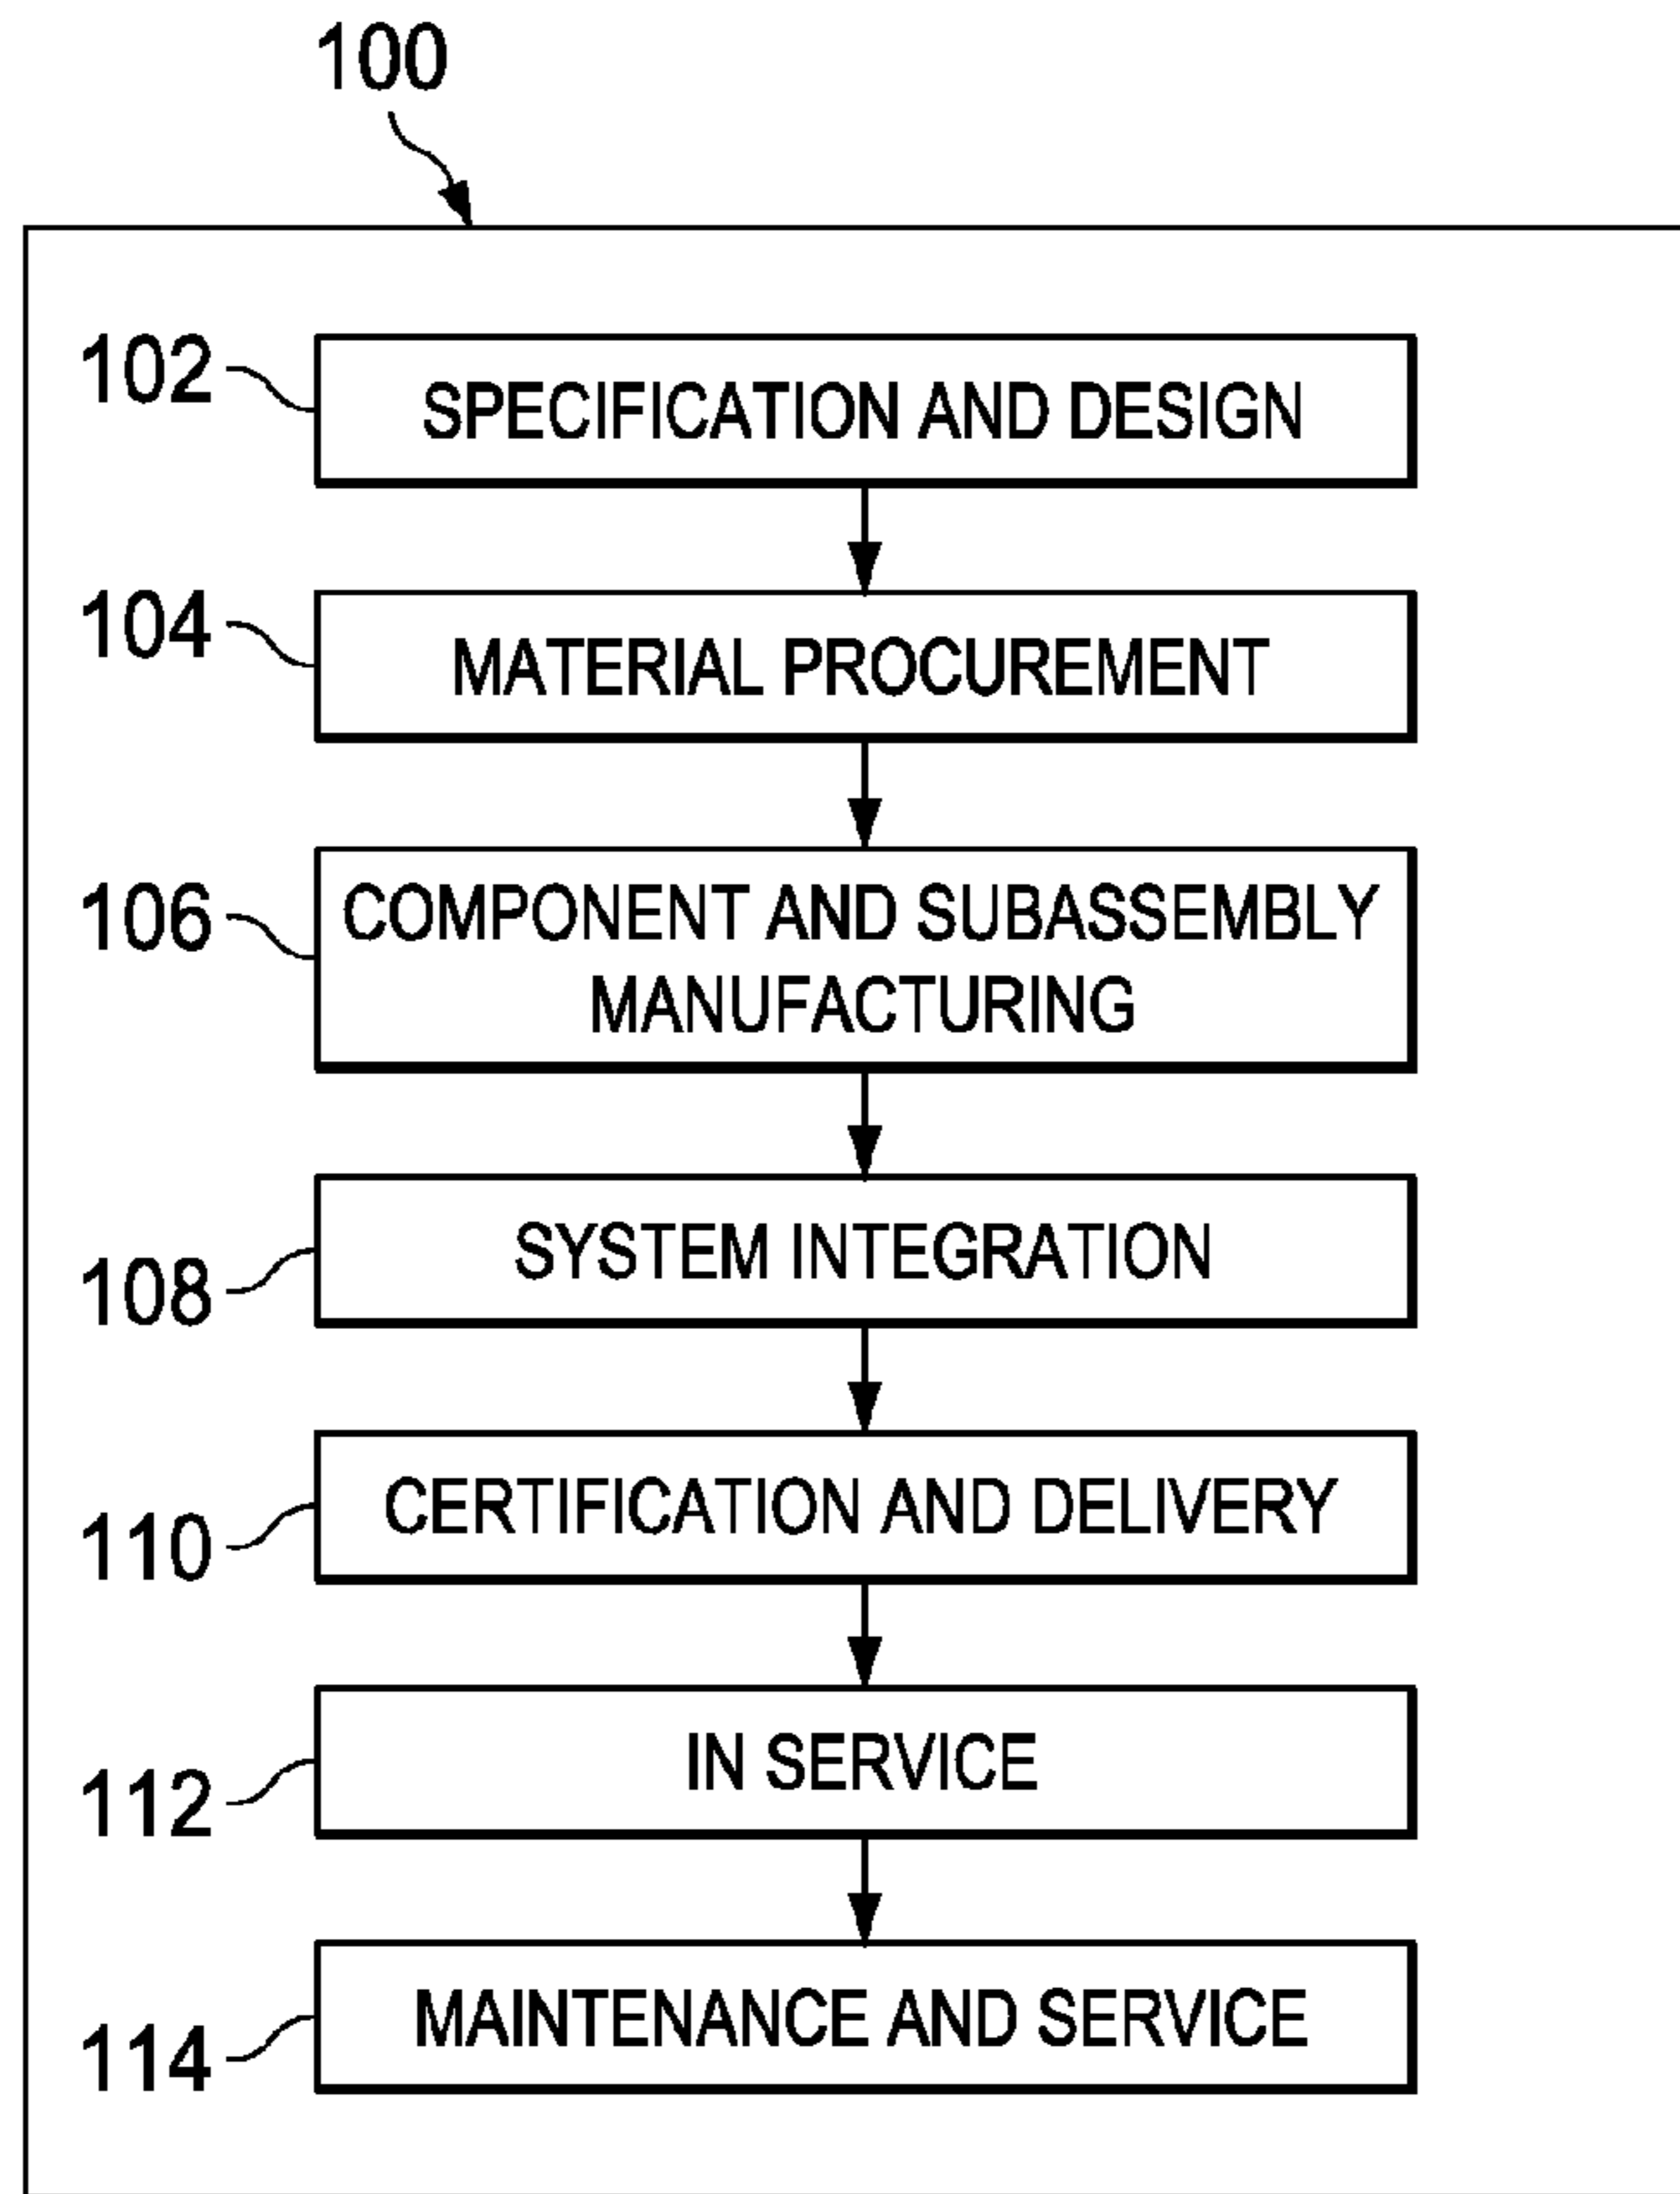 100
102
SPECIFICATION AND DESIGN
104
MATERIAL PROCUREMENT
106
COMPONENT AND SUBASSEMBLY
MANUFACTURING
108
SYSTEM INTEGRATION
110
CERTIFICATION AND DELIVERY
112
IN SERVICE
114
MAINTENANCE AND SERVICE